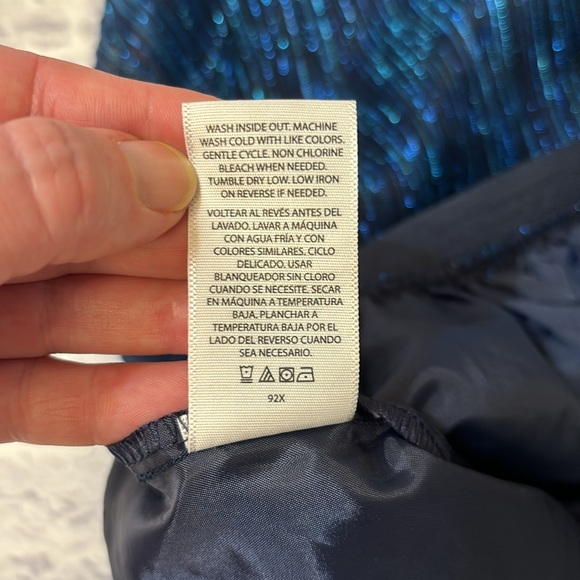 WASH INSIDE OUT. MACHINE
WASH COLD WITH LIKE COLORS.
GENTLE CYCLE. NON CHLORINE
BLEACH WHEN NEEDED.
TUMBLE DRY LOW. LOW IRON
ON REVERSE IF NEEDED.
VOLTEAR AL REVÉS ANTES DEL
LAVADO. LAVAR A MÁQUINA
CON AGUA FRÍA Y CON
COLORES SIMILARES. CICLO
DELICADO. USAR
BLANQUEADOR SIN CLORO
CUANDO SE NECESITE. SECAR
EN MÁQUINA A TEMPERATURA
BAJA. PLANCHAR A
TEMPERATURA BAJA POR EL
LADO DEL REVERSO CUANDO
SEA NECESARIO.
92X